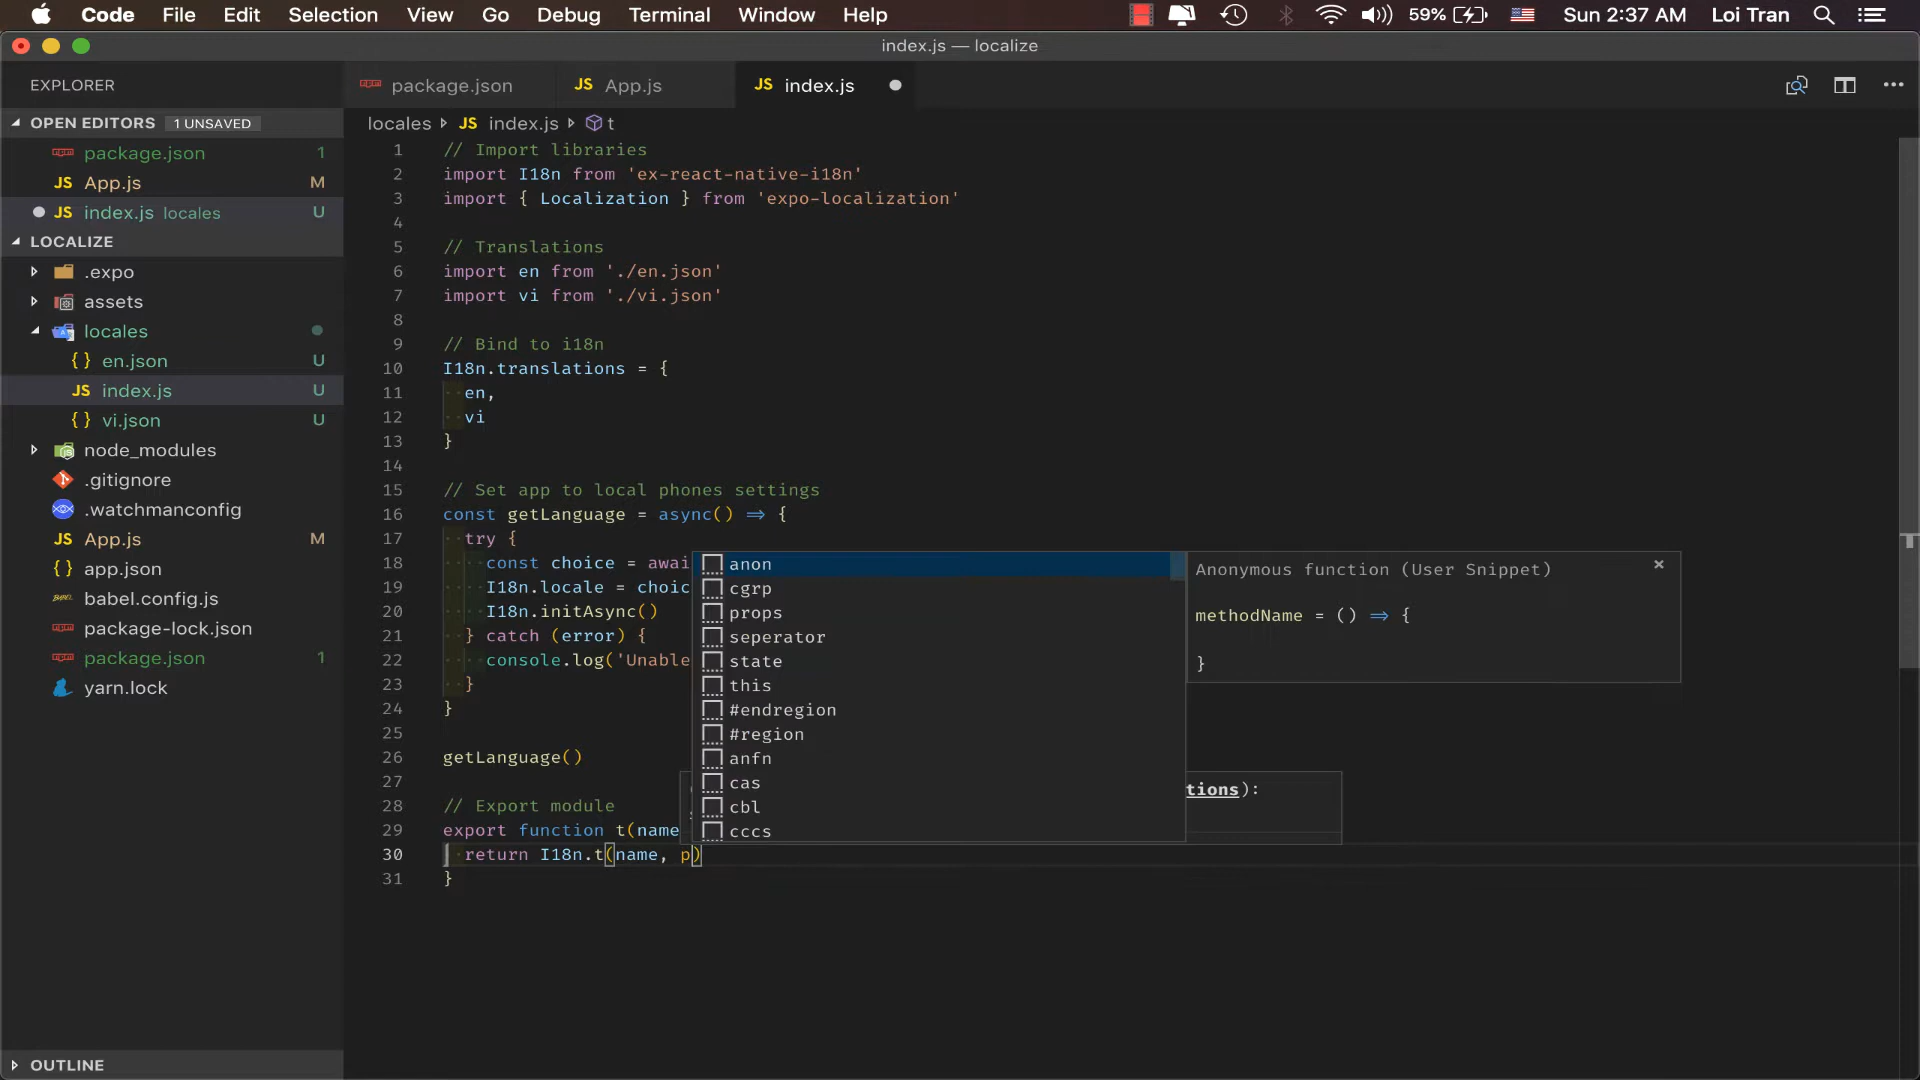 Code File Edit Selection View Go Debug Terminal Window Help 59% Sun 2:37 AM Loi Tran
index.js — localize
EXPLORER
package.json
JS App.js
JS index.js
OPEN EDITORS 1 UNSAVED
package.json 1
JS App.js M
JS index.js locales U
LOCALIZE
.expo
assets
locales
{} en.json U
JS index.js U
{} vi.json U
node_modules
.gitignore
.watchmanconfig
JS App.js M
{} app.json
babel.config.js
package-lock.json
package.json 1
yarn.lock
OUTLINE
locales JS index.js t
1 // Import libraries
2 import I18n from 'ex-react-native-i18n'
3 import { Localization } from 'expo-localization'
4
5 // Translations
6 import en from './en.json'
7 import vi from './vi.json'
8
9 // Bind to i18n
10 I18n.translations = {
11 en,
12 vi
13 }
14
15 // Set app to local phones settings
16 const getLanguage = async() => {
17 try {
18 const choice = awai
19 I18n.locale = choic
20 I18n.initAsync()
21 } catch (error) {
22 console.log('Unable
23 }
24 }
25
26 getLanguage()
27
28 // Export module
29 export function t(name
30 return I18n.t(name, p)
31 }
anon
cgrp
props
seperator
state
this
#endregion
#region
anfn
cas
cbl
cccs
Anonymous function (User Snippet)
methodName = () => {
}
tions):